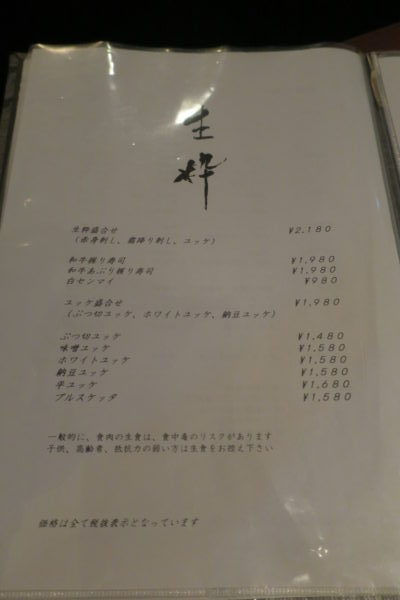 生粋
生粋盛合せ ¥2,180
(赤身刺し、霜降り刺し、ユッケ)
和牛握り寿司 ¥1,980
和牛あぶり握り寿司 ¥1,980
白センマイ ¥980
ユッケ盛合せ ¥1,980
(ぶつ切ユッケ、ホワイトユッケ、納豆ユッケ)
ぶつ切ユッケ ¥1,480
味噌ユッケ ¥1,580
ホワイトユッケ ¥1,580
納豆ユッケ ¥1,580
平ユッケ ¥1,680
ブルスケッタ ¥1,580
一般的に、食肉の生食は、食中毒のリスクがあります
子供、高齢者、抵抗力の弱い方は生食をお控え下さい
価格は全て税抜表示となっています